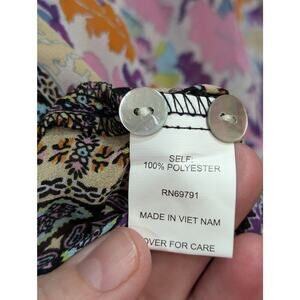 SELF:
100% POLYESTER
RN69791
MADE IN VIET NAM
OVER FOR CARE